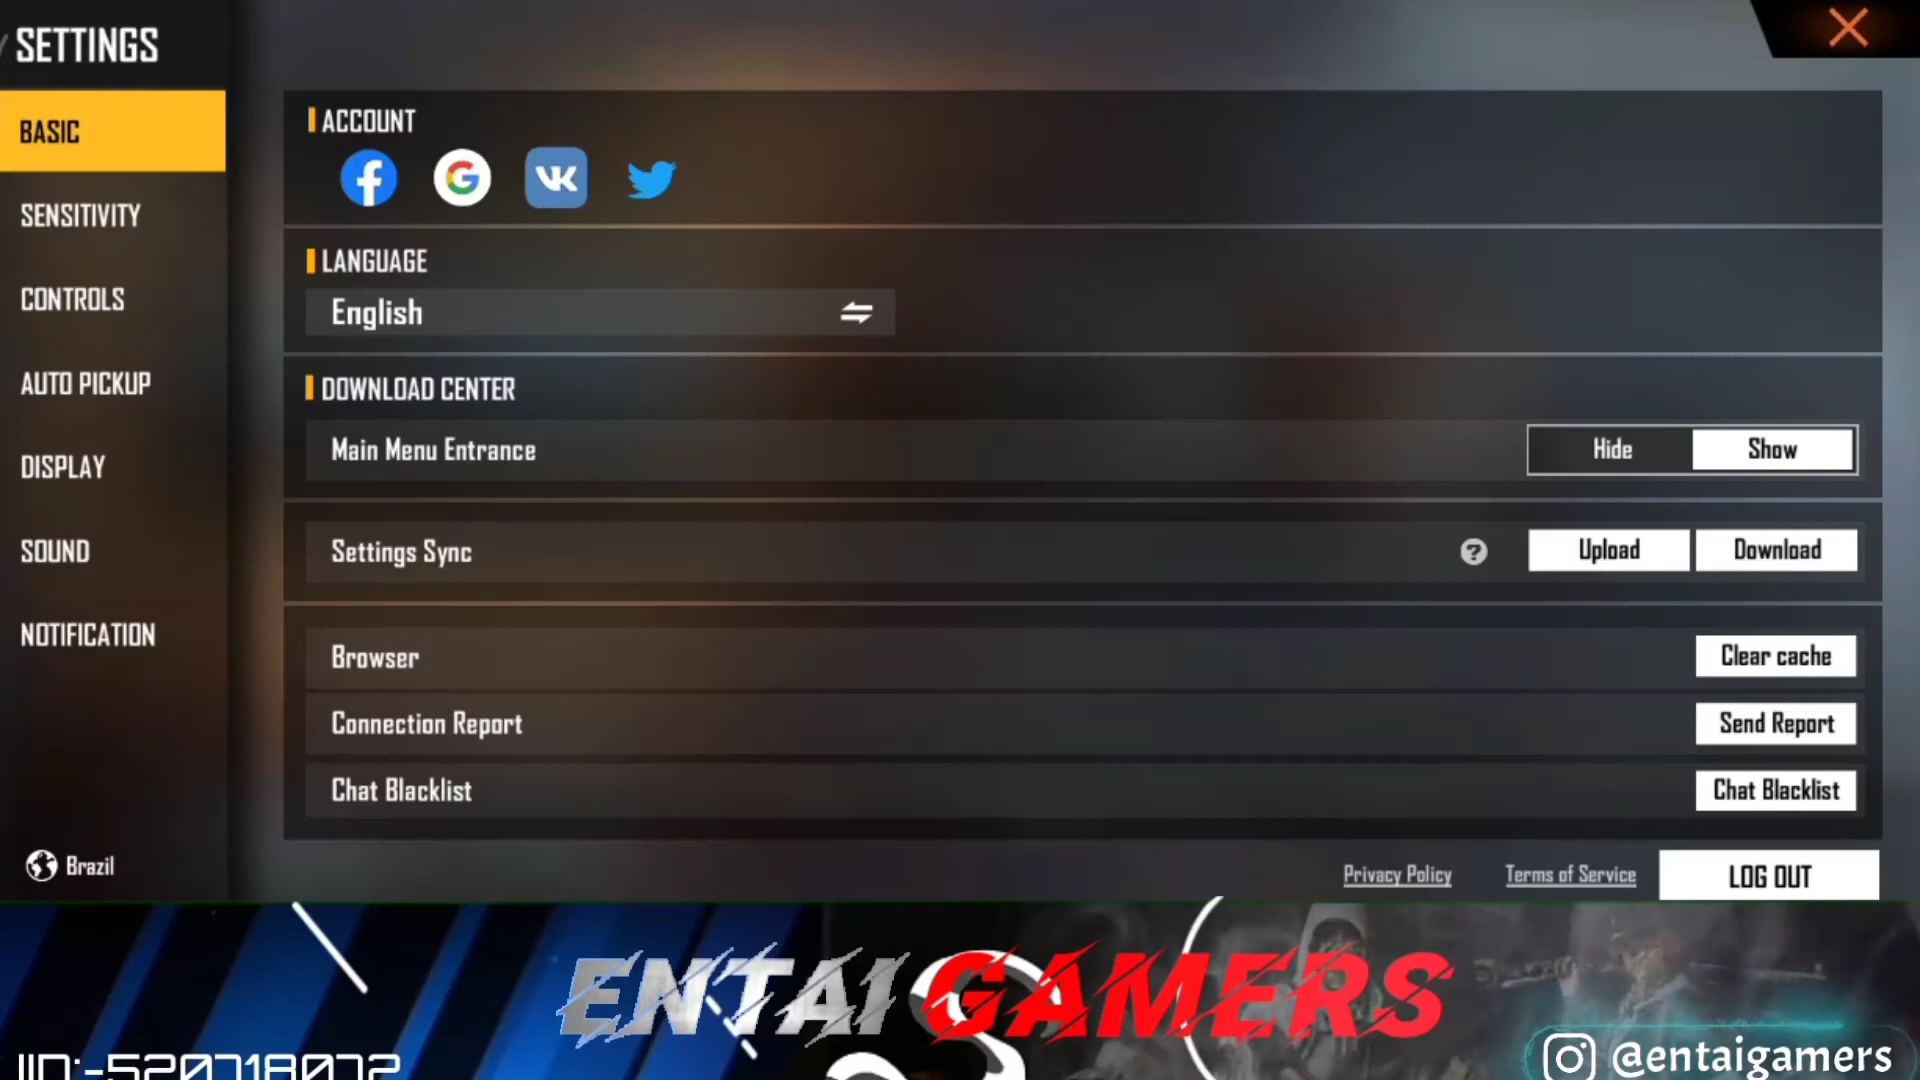 SETTINGS
BASIC
SENSITIVITY
CONTROLS
AUTO PICKUP
DISPLAY
SOUND
NOTIFICATION
Brazil
ACCOUNT
LANGUAGE
English
DOWNLOAD CENTER
Main Menu Entrance
Hide
Show
Settings Sync
?
Upload
Download
Browser
Clear cache
Connection Report
Send Report
Chat Blacklist
Chat Blacklist
Privacy Policy
Terms of Service
LOG OUT
ENTAI GAMERS
UID:-520718072
@entaigamers